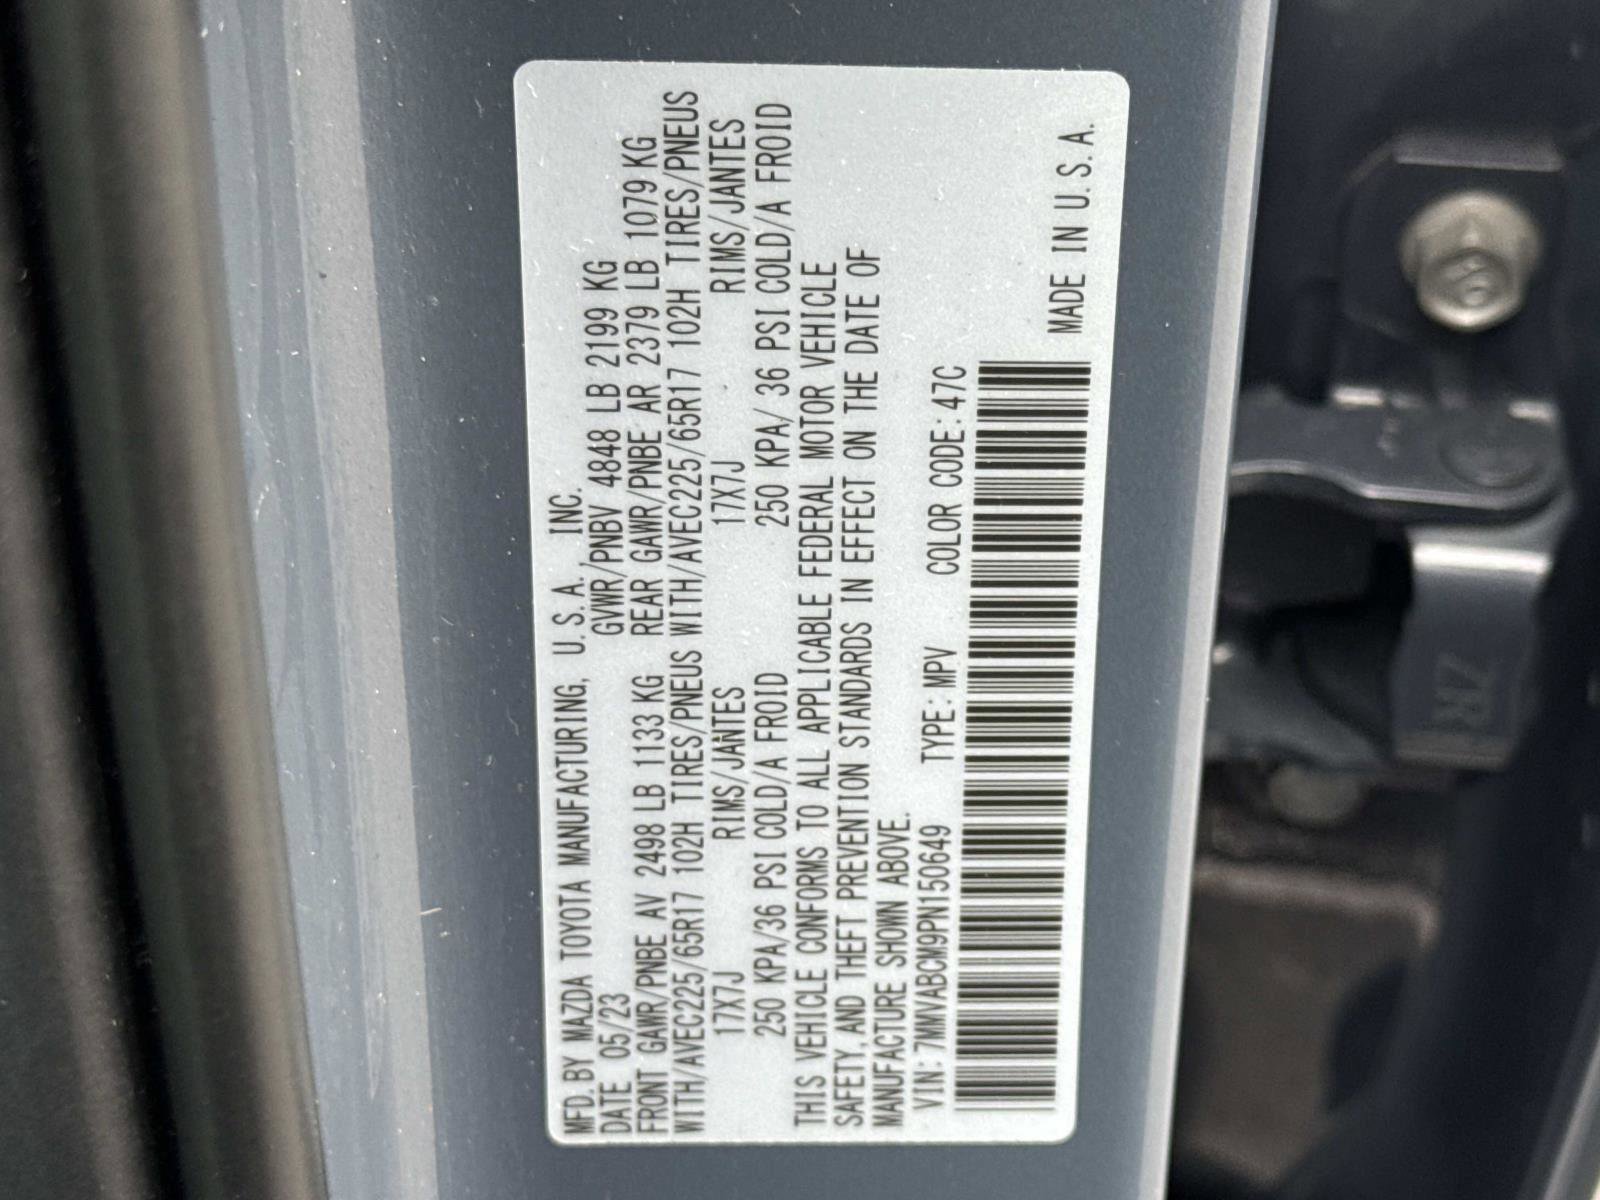 MFD. BY MAZDA TOYOTA MANUFACTURING, U. S. A., INC.
DATE 05/23 GVWR/PNBV 4848 LB 2199 KG
FRONT GAWR/PNBE AV 2498 LB 1133 KG REAR GAWR/PNBE AR 2379 LB 1079 KG
WITH/AVEC225/65R17 102H TIRES/PNEUS WITH/AVEC225/65R17 102H TIRES/PNEUS
17X7J RIMS/JANTES 17X7J RIMS/JANTES
250 KPA/36 PSI COLD/A FROID 250 KPA/ 36 PSI COLD/A FROID
THIS VEHICLE CONFORMS TO ALL APPLICABLE FEDERAL MOTOR VEHICLE
SAFETY, AND THEFT PREVENTION STANDARDS IN EFFECT ON THE DATE OF
MANUFACTURE SHOWN ABOVE.
VIN: 7MMVABCM9PN150649 TYPE: MPV COLOR CODE: 47C
MADE IN U. S. A.
7R